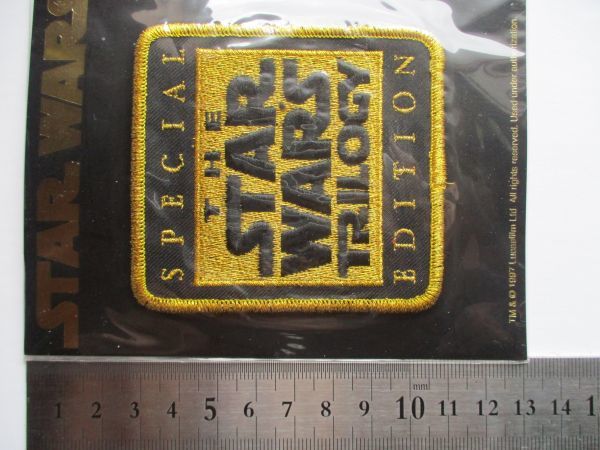 STAR WARS
SPECIAL
THE
STAR
WARS
TRILOGY
EDITION
TM & © 1997 Lucasfilm Ltd. All rights reserved. Used under authorization.
1 2 3 4 5 6 7 8 9 10 11 12 13 14 1
mm